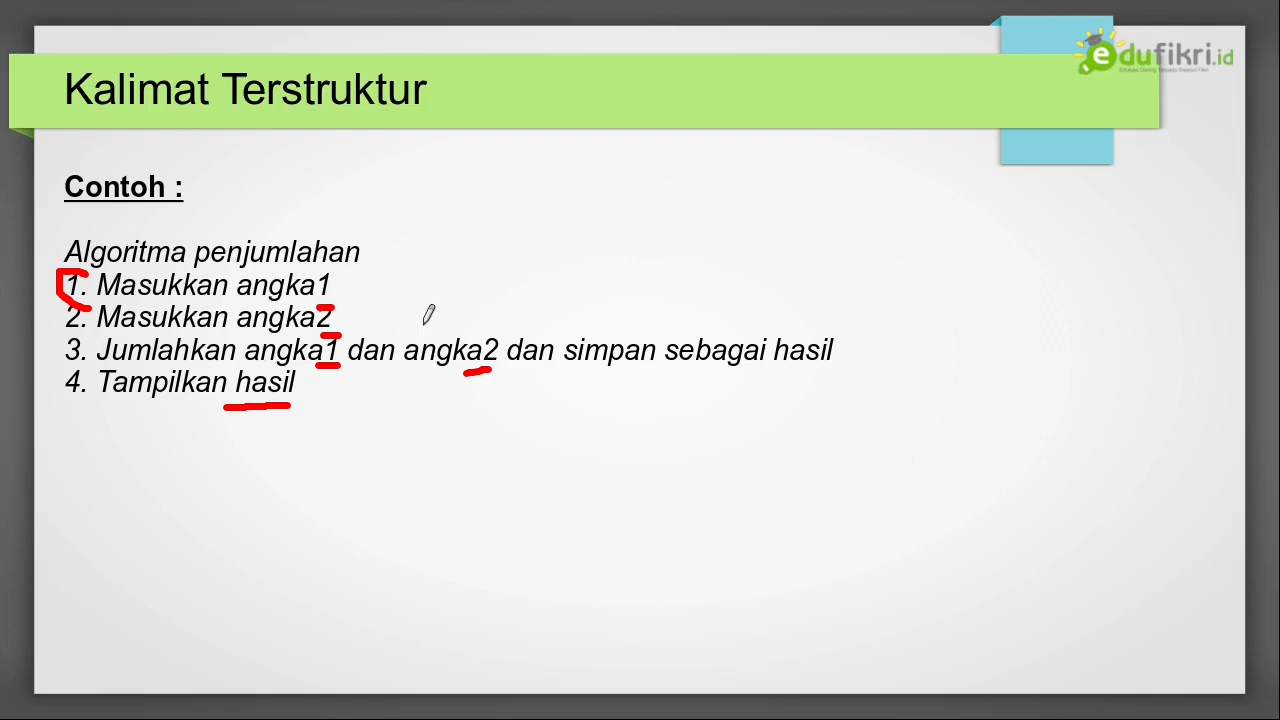 Kalimat Terstruktur
edufikri.id
Contoh :
Algoritma penjumlahan
1. Masukkan angka1
2. Masukkan angka2
3. Jumlahkan angka1 dan angka2 dan simpan sebagai hasil
4. Tampilkan hasil